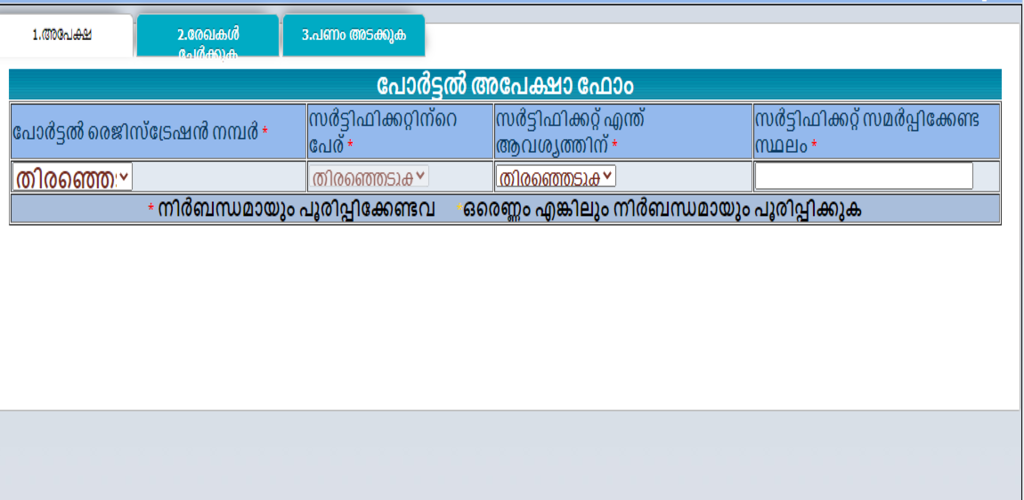 1.അപേക്ഷ
2.രേഖകൾ
ചേർക്കുക
3.പണം അടക്കുക
പോർട്ടൽ അപേക്ഷാ ഫോം
പോർട്ടൽ രെജിസ്ട്രേഷൻ നമ്പർ *
സർട്ടിഫിക്കറ്റിന്റെ
പേര് *
സർട്ടിഫിക്കറ്റ് എന്ത്
ആവശ്യത്തിന് *
സർട്ടിഫിക്കറ്റ് സമർപ്പിക്കേണ്ട
സ്ഥലം *
തിരഞ്ഞെ
തിരഞ്ഞെടുക
തിരഞ്ഞെടുക
* നിർബന്ധമായും പൂരിപ്പിക്കേണ്ടവ *ഒരെണ്ണം എങ്കിലും നിർബന്ധമായും പൂരിപ്പിക്കുക